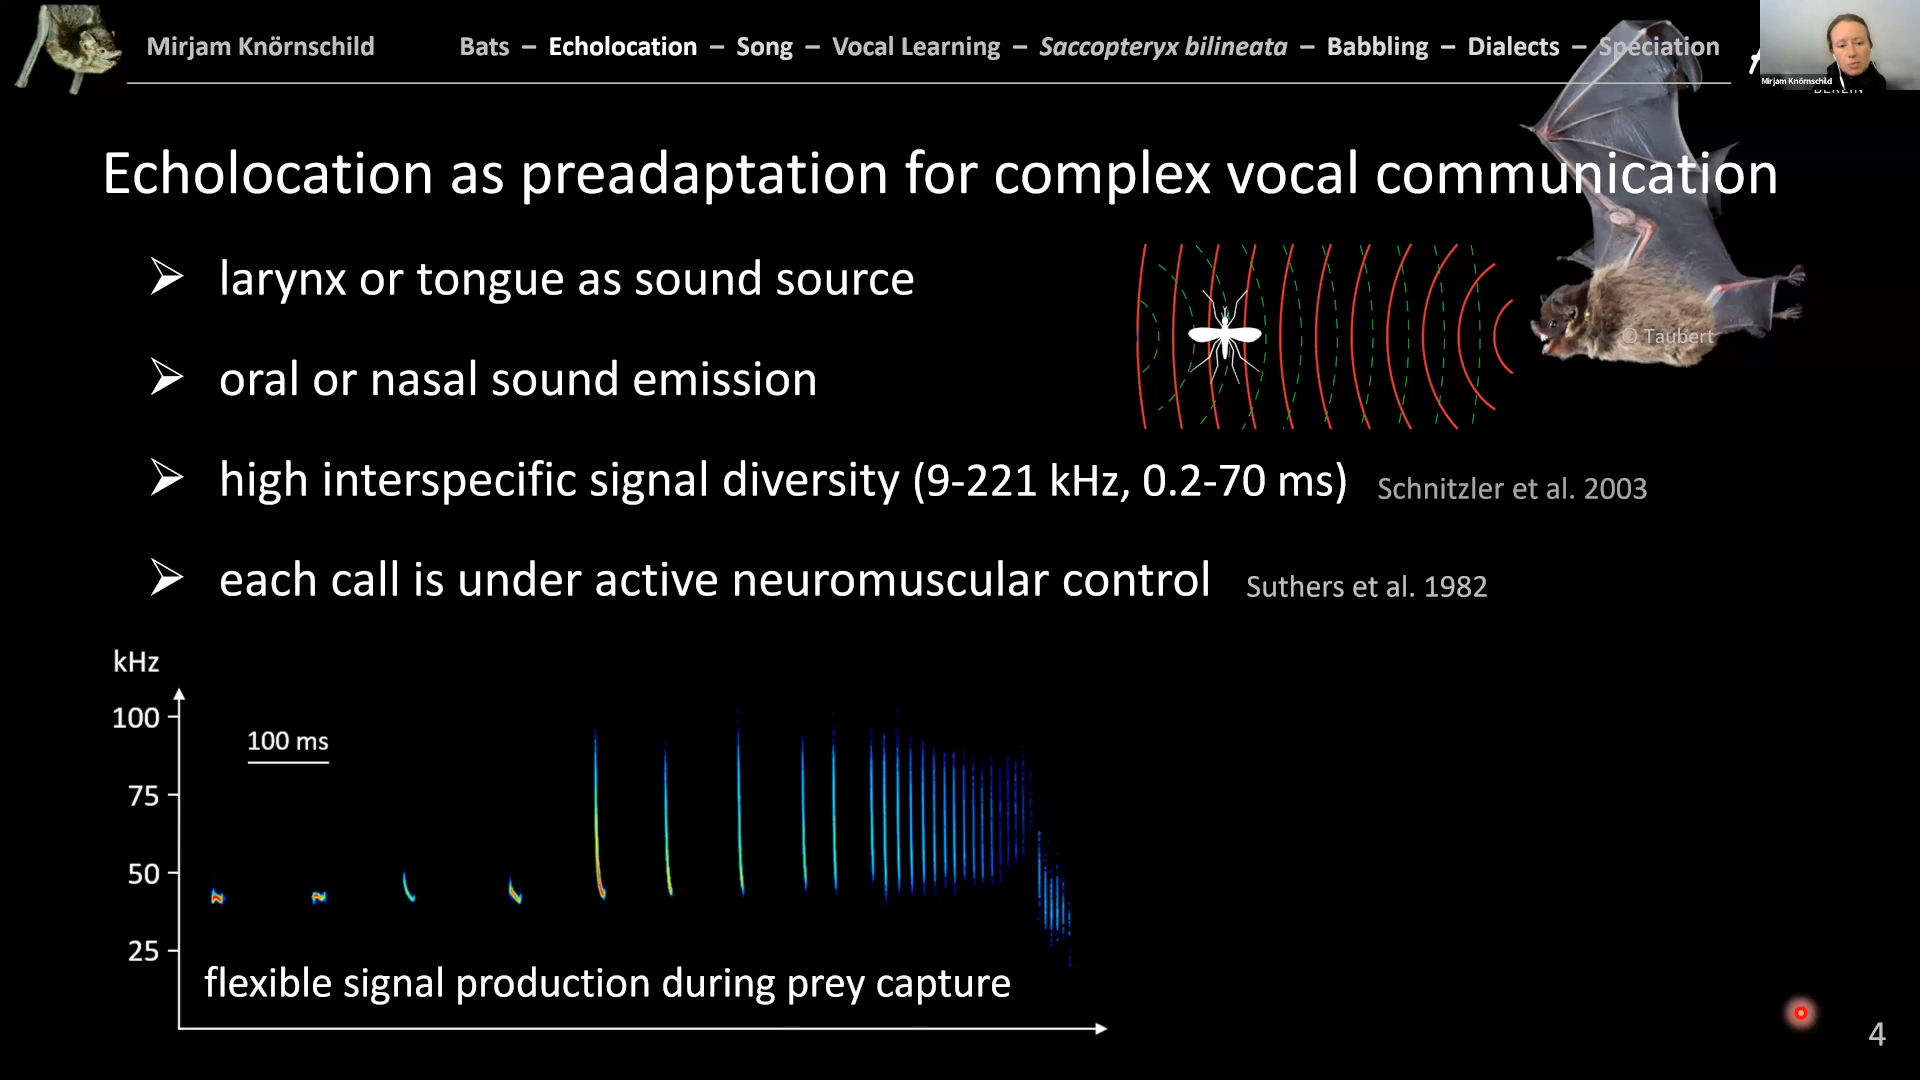 Mirjam Knörnschild
Bats – Echolocation – Song – Vocal Learning – Saccopteryx bilineata – Babbling – Dialects – Speciation
Mirjam Knörnschild
BERLIN
Echolocation as preadaptation for complex vocal communication
➢ larynx or tongue as sound source
© Taubert
➢ oral or nasal sound emission
➢ high interspecific signal diversity (9-221 kHz, 0.2-70 ms) Schnitzler et al. 2003
➢ each call is under active neuromuscular control Suthers et al. 1982
kHz
100
100 ms
75
50
25
flexible signal production during prey capture
4